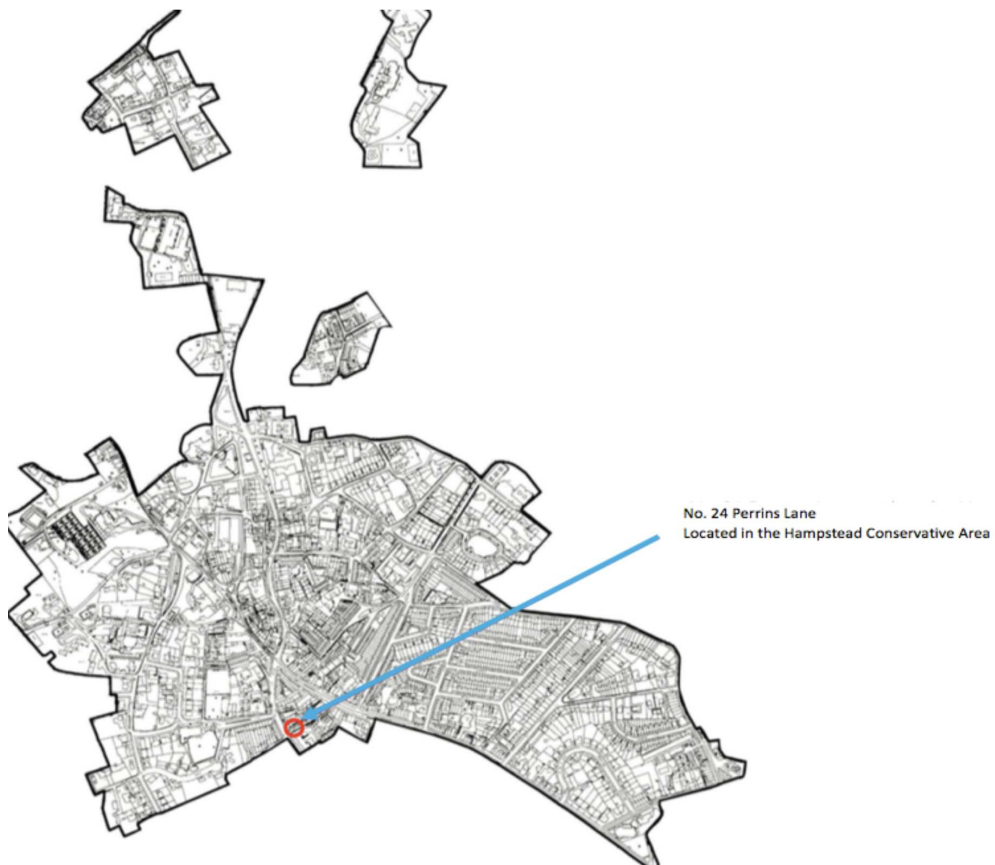 No. 24 Perrins Lane
Located in the Hampstead Conservative Area